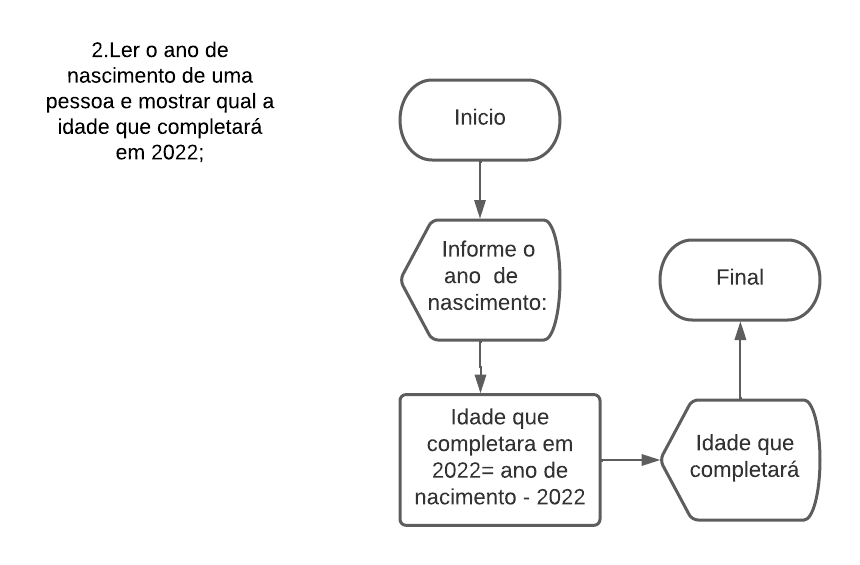 2.Ler o ano de
nascimento de uma
pessoa e mostrar qual a
idade que completará
em 2022;
Inicio
Informe o
ano de
nascimento:
Idade que
completara em
2022= ano de
nacimento - 2022
Idade que
completará
Final